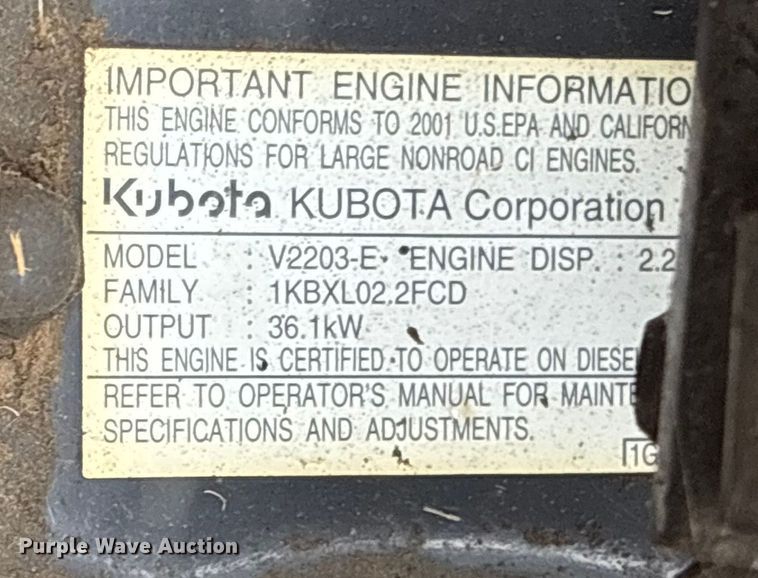 IMPORTANT ENGINE INFORMATIO
THIS ENGINE CONFORMS TO 2001 U.S.EPA AND CALIFORN
REGULATIONS FOR LARGE NONROAD CI ENGINES.
Kubota KUBOTA Corporation
MODEL : V2203-E ENGINE DISP. : 2.2
FAMILY : 1KBXL02.2FCD
OUTPUT : 36.1kW
THIS ENGINE IS CERTIFIED TO OPERATE ON DIESE
REFER TO OPERATOR'S MANUAL FOR MAINTE
SPECIFICATIONS AND ADJUSTMENTS.
1G
Purple Wave Auction